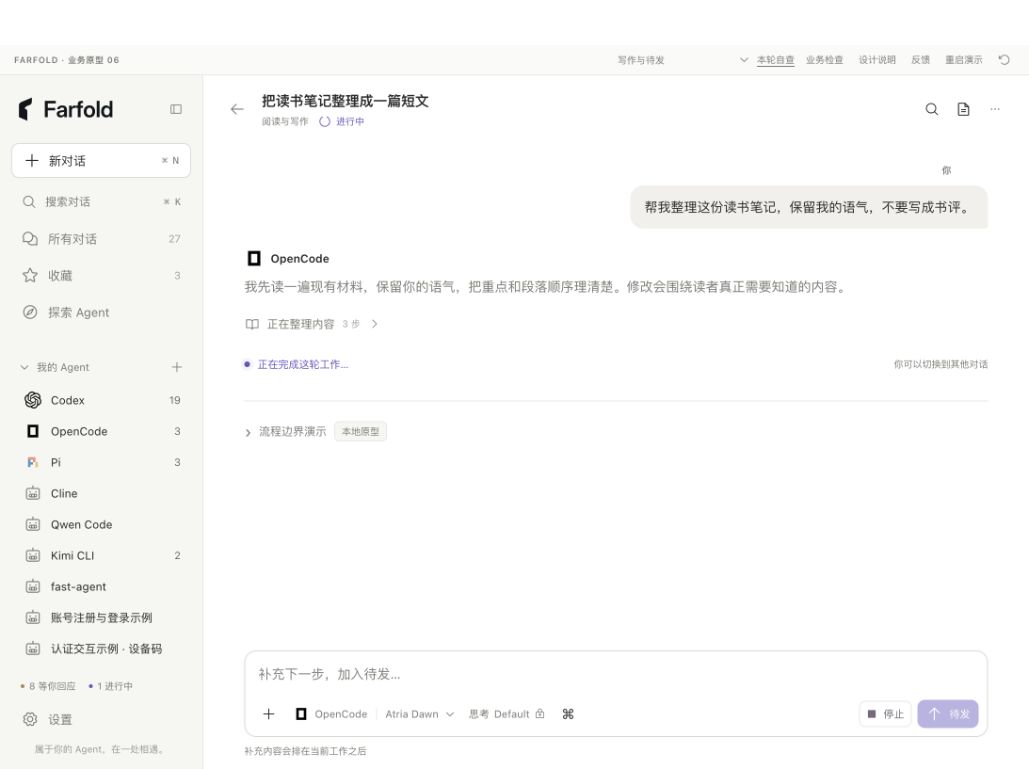 FARFOLD · 业务原型 06
写作与待发
本轮自查
业务检查
设计说明
反馈
重启演示
Farfold
新对话 ⌘ N
搜索对话 ⌘ K
所有对话 27
收藏 3
探索 Agent
我的 Agent
Codex 19
OpenCode 3
Pi 3
Cline
Qwen Code
Kimi CLI 2
fast-agent
账号注册与登录示例
认证交互示例 · 设备码
8 等你回应 1 进行中
设置
属于你的 Agent，在一处相遇。
把读书笔记整理成一篇短文
阅读与写作 进行中
你
帮我整理这份读书笔记，保留我的语气，不要写成书评。
OpenCode
我先读一遍现有材料，保留你的语气，把重点和段落顺序理清楚。修改会围绕读者真正需要知道的内容。
正在整理内容 3 步
正在完成这轮工作...
你可以切换到其他对话
流程边界演示 本地原型
补充下一步，加入待发...
OpenCode Atria Dawn 思考 Default ⌘
停止
待发
补充内容会排在当前工作之后